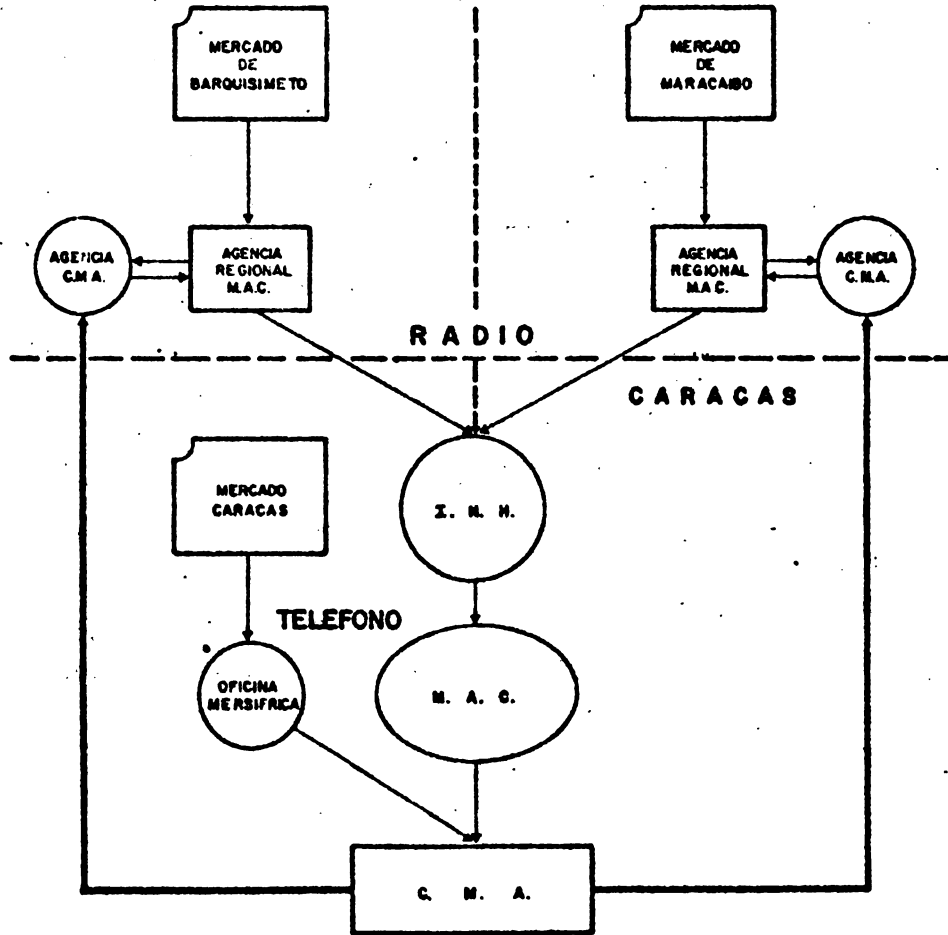 MERCADO
DE
BARQUISIMETO
MERCADO
DE
MARACAIBO
AGENCIA
C.M.A.
AGENCIA
REGIONAL
M.A.C.
AGENCIA
REGIONAL
M.A.C.
AGENCIA
C.M.A.
RADIO
CARACAS
MERCADO
CARACAS
I. N. H.
TELEFONO
OFICINA
MERSIFRICA
M. A. C.
C. M. A.